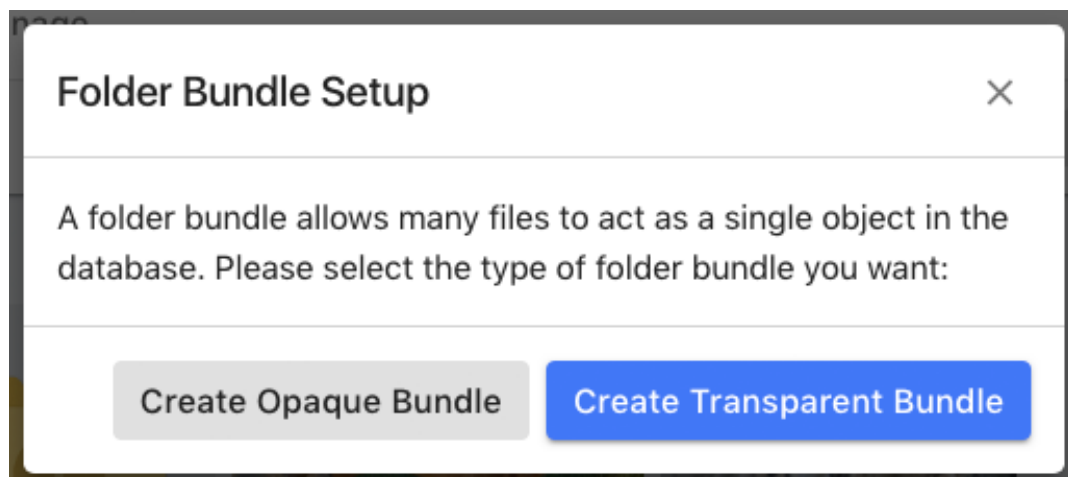 Folder Bundle Setup
A folder bundle allows many files to act as a single object in the
database. Please select the type of folder bundle you want:
Create Opaque Bundle
Create Transparent Bundle